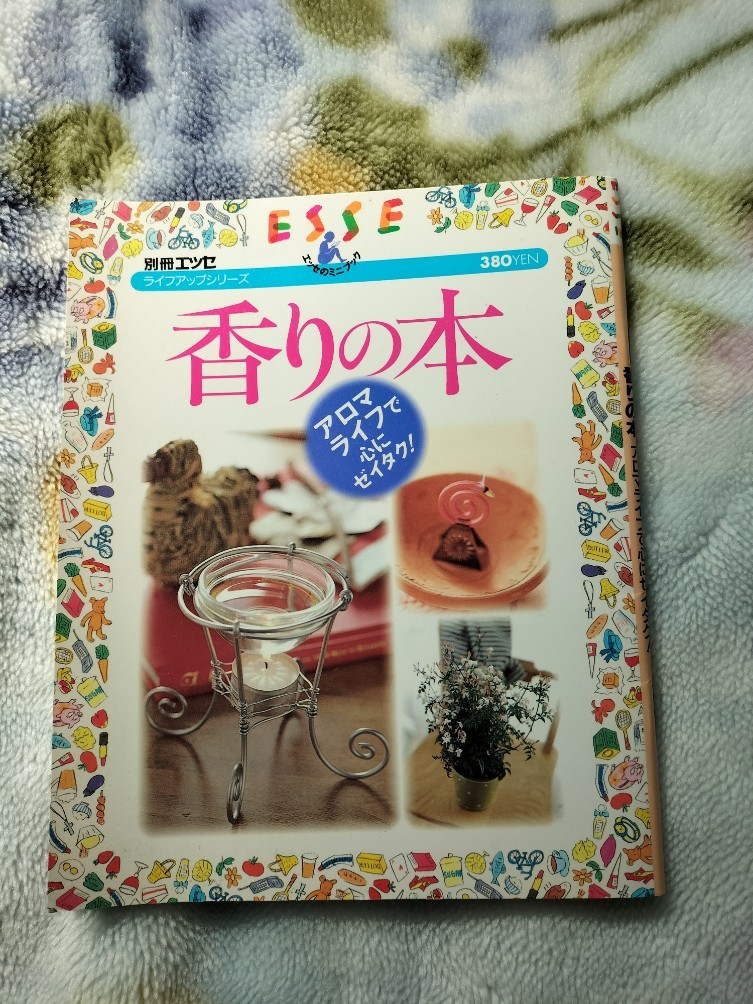 ESSE
エッセのミニブック
別冊エッセ
380YEN
ライフアップシリーズ
香りの本
アロマ
ライフで
心に
ゼイタク!